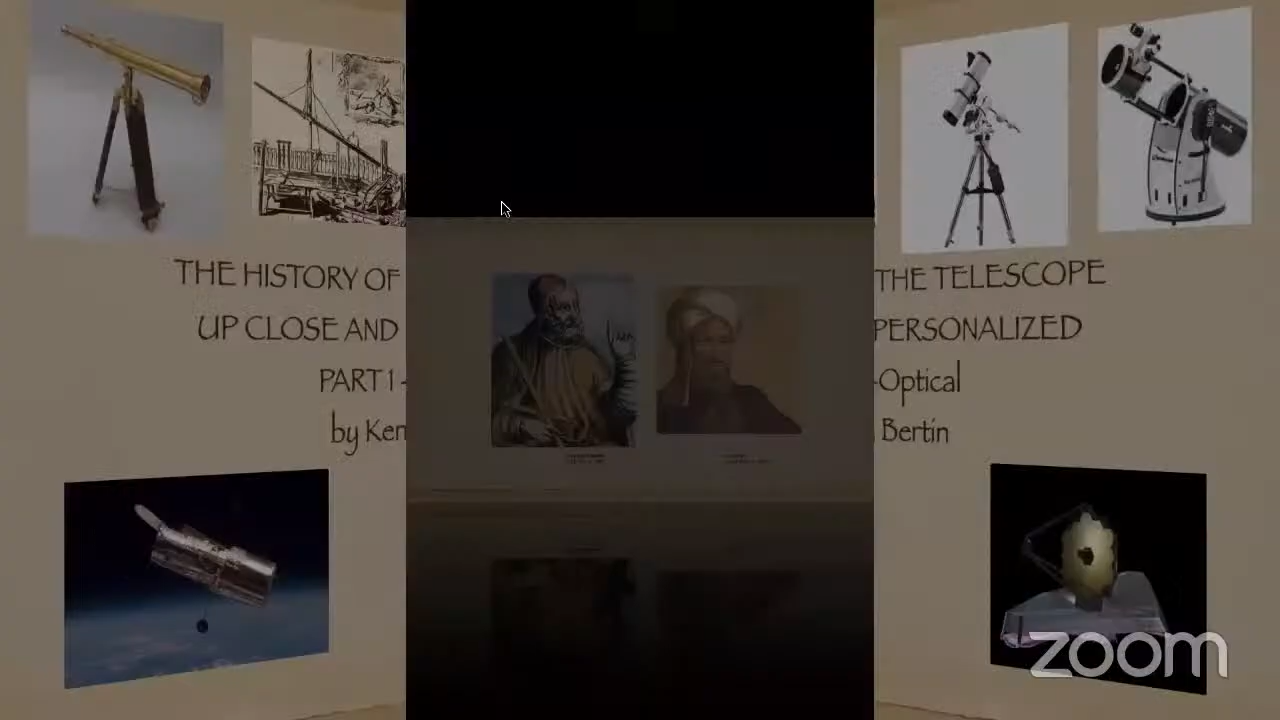 THE HISTORY OF THE TELESCOPE
UP CLOSE AND PERSONALIZED
PART 1 - Optical
by Ken Bertin
zoom